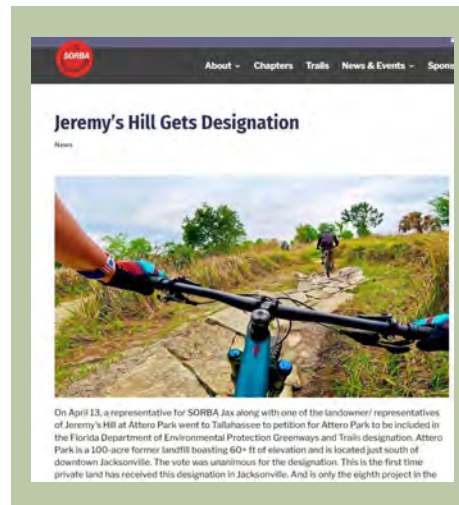 SORBA
About Chapters Trails News & Events Spons
Jeremy's Hill Gets Designation
News
On April 13, a representative for SORBA Jax along with one of the landowner/ representatives
of Jeremy's Hill at Attero Park went to Tallahassee to petition for Attero Park to be included in
the Florida Department of Environmental Protection Greenways and Trails designation. Attero
Park is a 100-acre former landfill boasting 60+ ft of elevation and is located just south of
downtown Jacksonville. The vote was unanimous for the designation. This is the first time
private land has received this designation in Jacksonville. And is only the eighth project in the